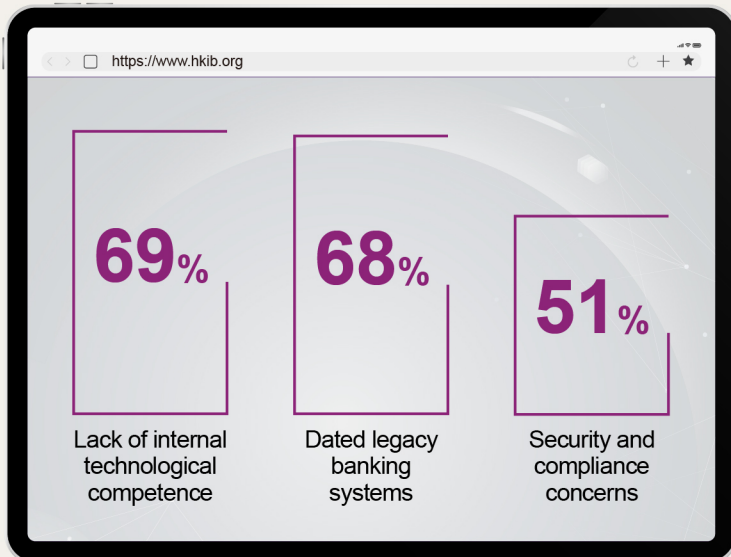 https://www.hkib.org
69%
68%
51%
Lack of internal
technological
competence
Dated legacy
banking
systems
Security and
compliance
concerns